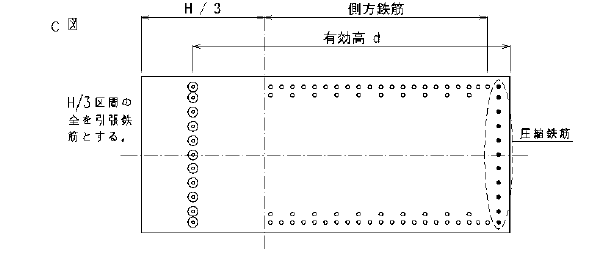 C 図
H / 3
側方鉄筋
有効高 d
H/3区間の
全を引張鉄
筋とする。
圧縮鉄筋